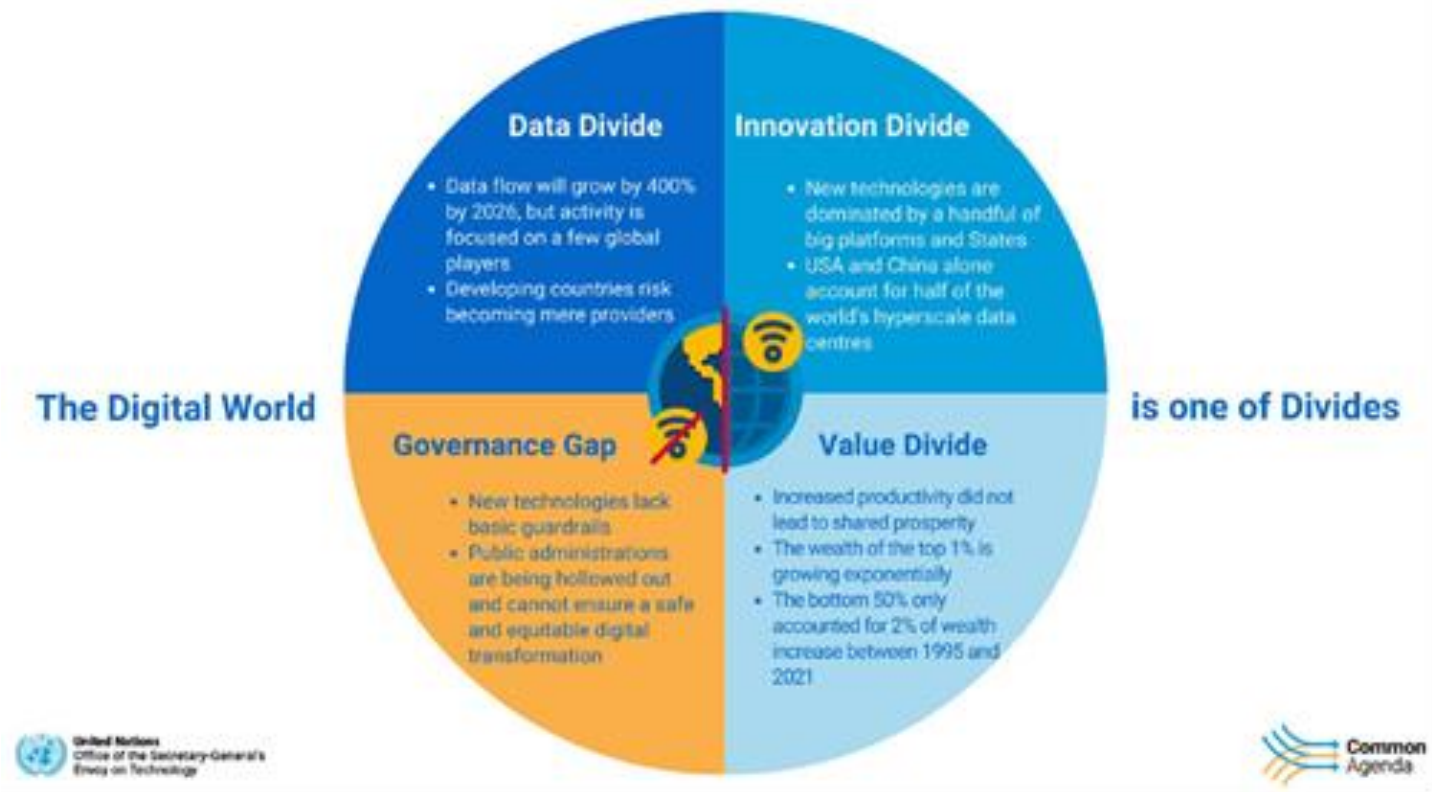 The Digital World
is one of Divides
Data Divide
• Data flow will grow by 400%
by 2026, but activity is
focused on a few global
players
• Developing countries risk
becoming mere providers
Innovation Divide
• New technologies are
dominated by a handful of
big platforms and States
• USA and China alone
account for half of the
world's hyperscale data
centres
Governance Gap
• New technologies lack
basic guardrails
• Public administrations
are being hollowed out
and cannot ensure a safe
and equitable digital
transformation
Value Divide
• Increased productivity did not
lead to shared prosperity
• The wealth of the top 1% is
growing exponentially
• The bottom 50% only
accounted for 2% of wealth
increase between 1995 and
2021
United Nations
Office of the Secretary-General's
Envoy on Technology
Common
Agenda